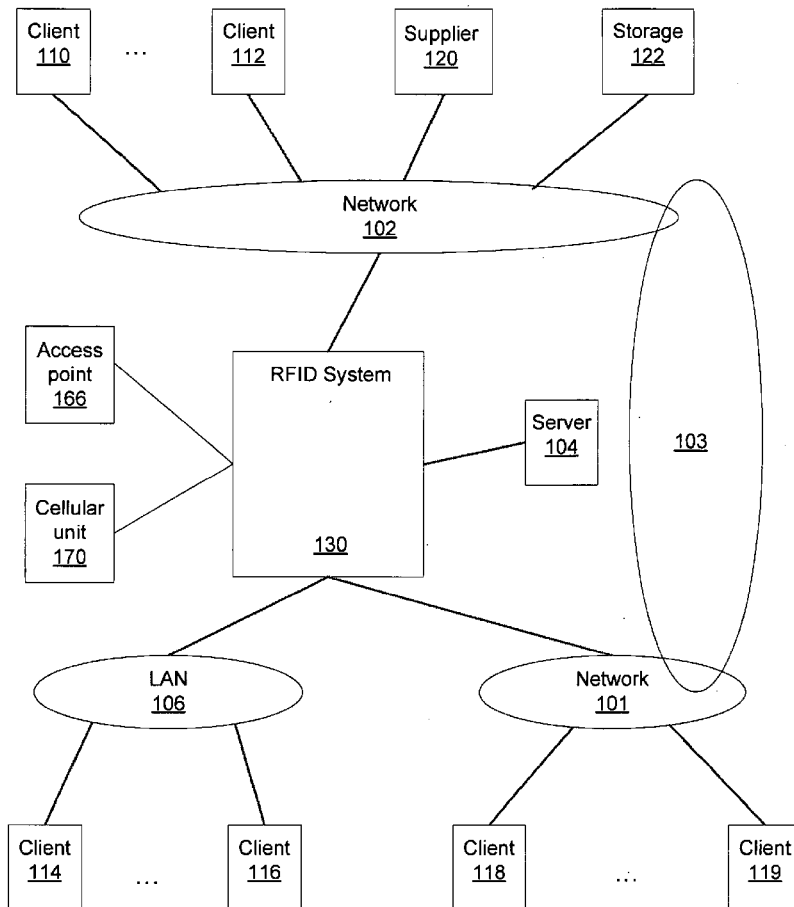 Client
110
...
Client
112
Supplier
120
Storage
122
Network
102
Access
point
166
RFID System
130
Server
104
103
Cellular
unit
170
LAN
106
Network
101
Client
114
...
Client
116
Client
118
...
Client
119